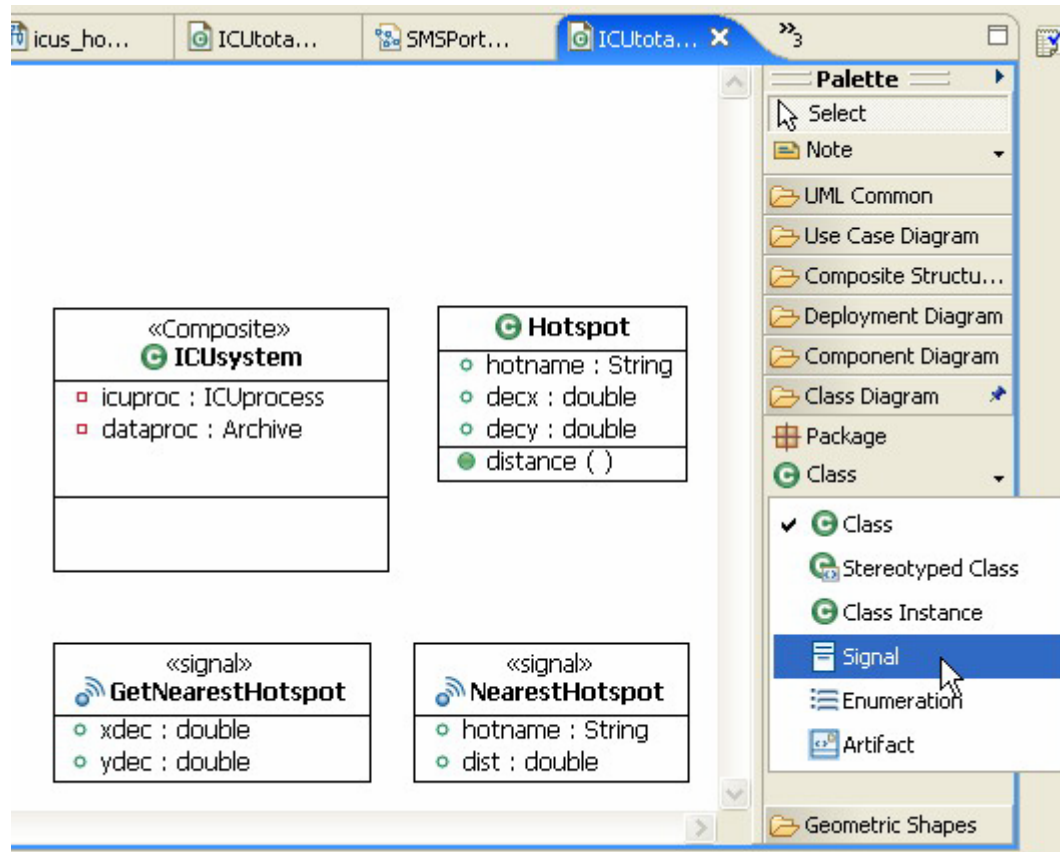 icus_ho...
ICUtota...
SMSPort...
ICUtota...
»3
Palette
Select
Note
UML Common
Use Case Diagram
Composite Structu...
Deployment Diagram
Component Diagram
Class Diagram
Package
Class
Class
Stereotyped Class
Class Instance
Signal
Enumeration
Artifact
Geometric Shapes
«Composite»
ICUsystem
icuproc : ICUprocess
dataproc : Archive
Hotspot
hotname : String
decx : double
decy : double
distance ( )
«signal»
GetNearestHotspot
xdec : double
ydec : double
«signal»
NearestHotspot
hotname : String
dist : double